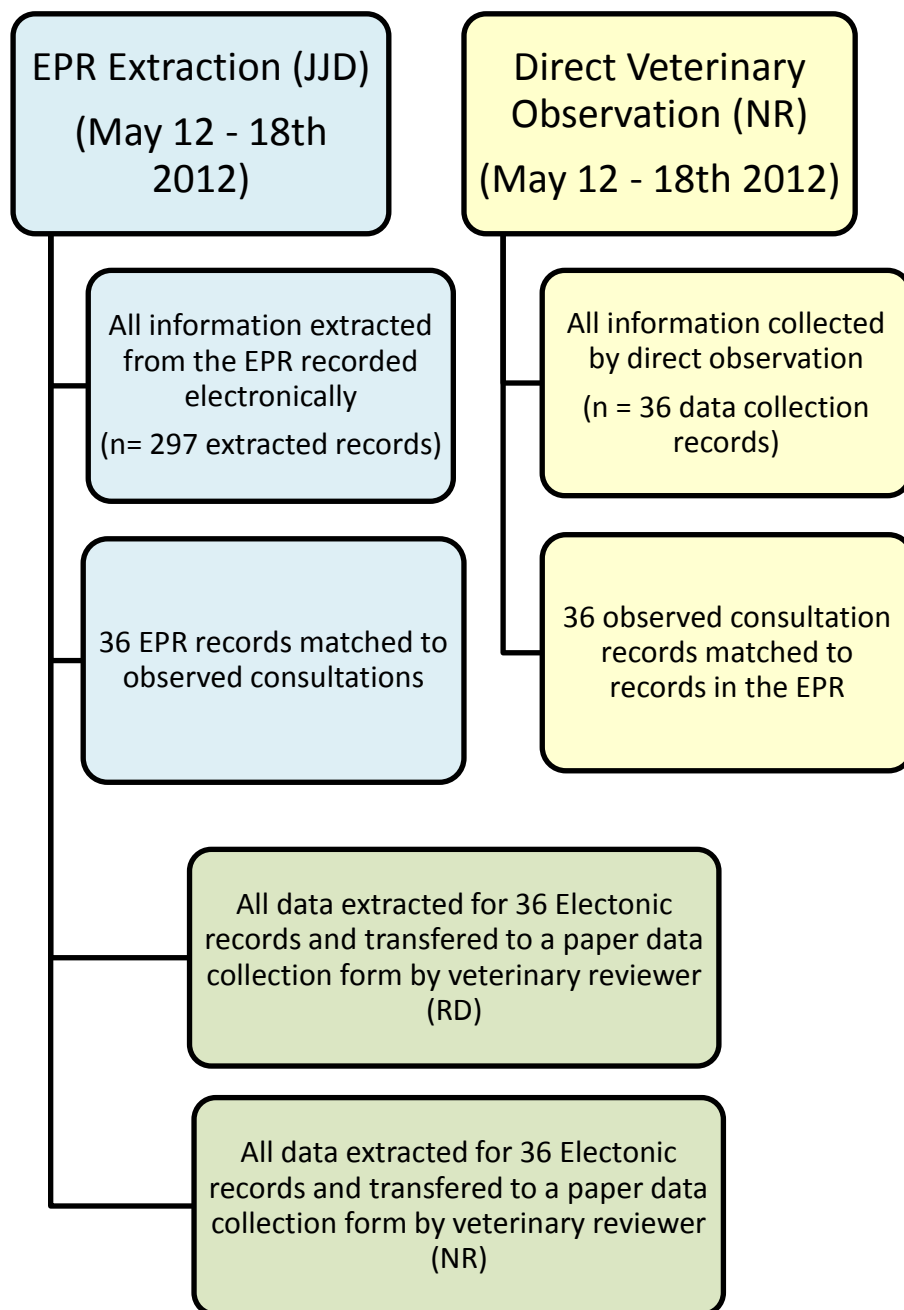 EPR Extraction (JJD)
(May 12 - 18th
2012)
Direct Veterinary
Observation (NR)
(May 12 - 18th 2012)
All information extracted
from the EPR recorded
electronically
(n= 297 extracted records)
All information collected
by direct observation
(n = 36 data collection
records)
36 EPR records matched to
observed consultations
36 observed consultation
records matched to
records in the EPR
All data extracted for 36 Electonic
records and transfered to a paper data
collection form by veterinary reviewer
(RD)
All data extracted for 36 Electonic
records and transfered to a paper data
collection form by veterinary reviewer
(NR)